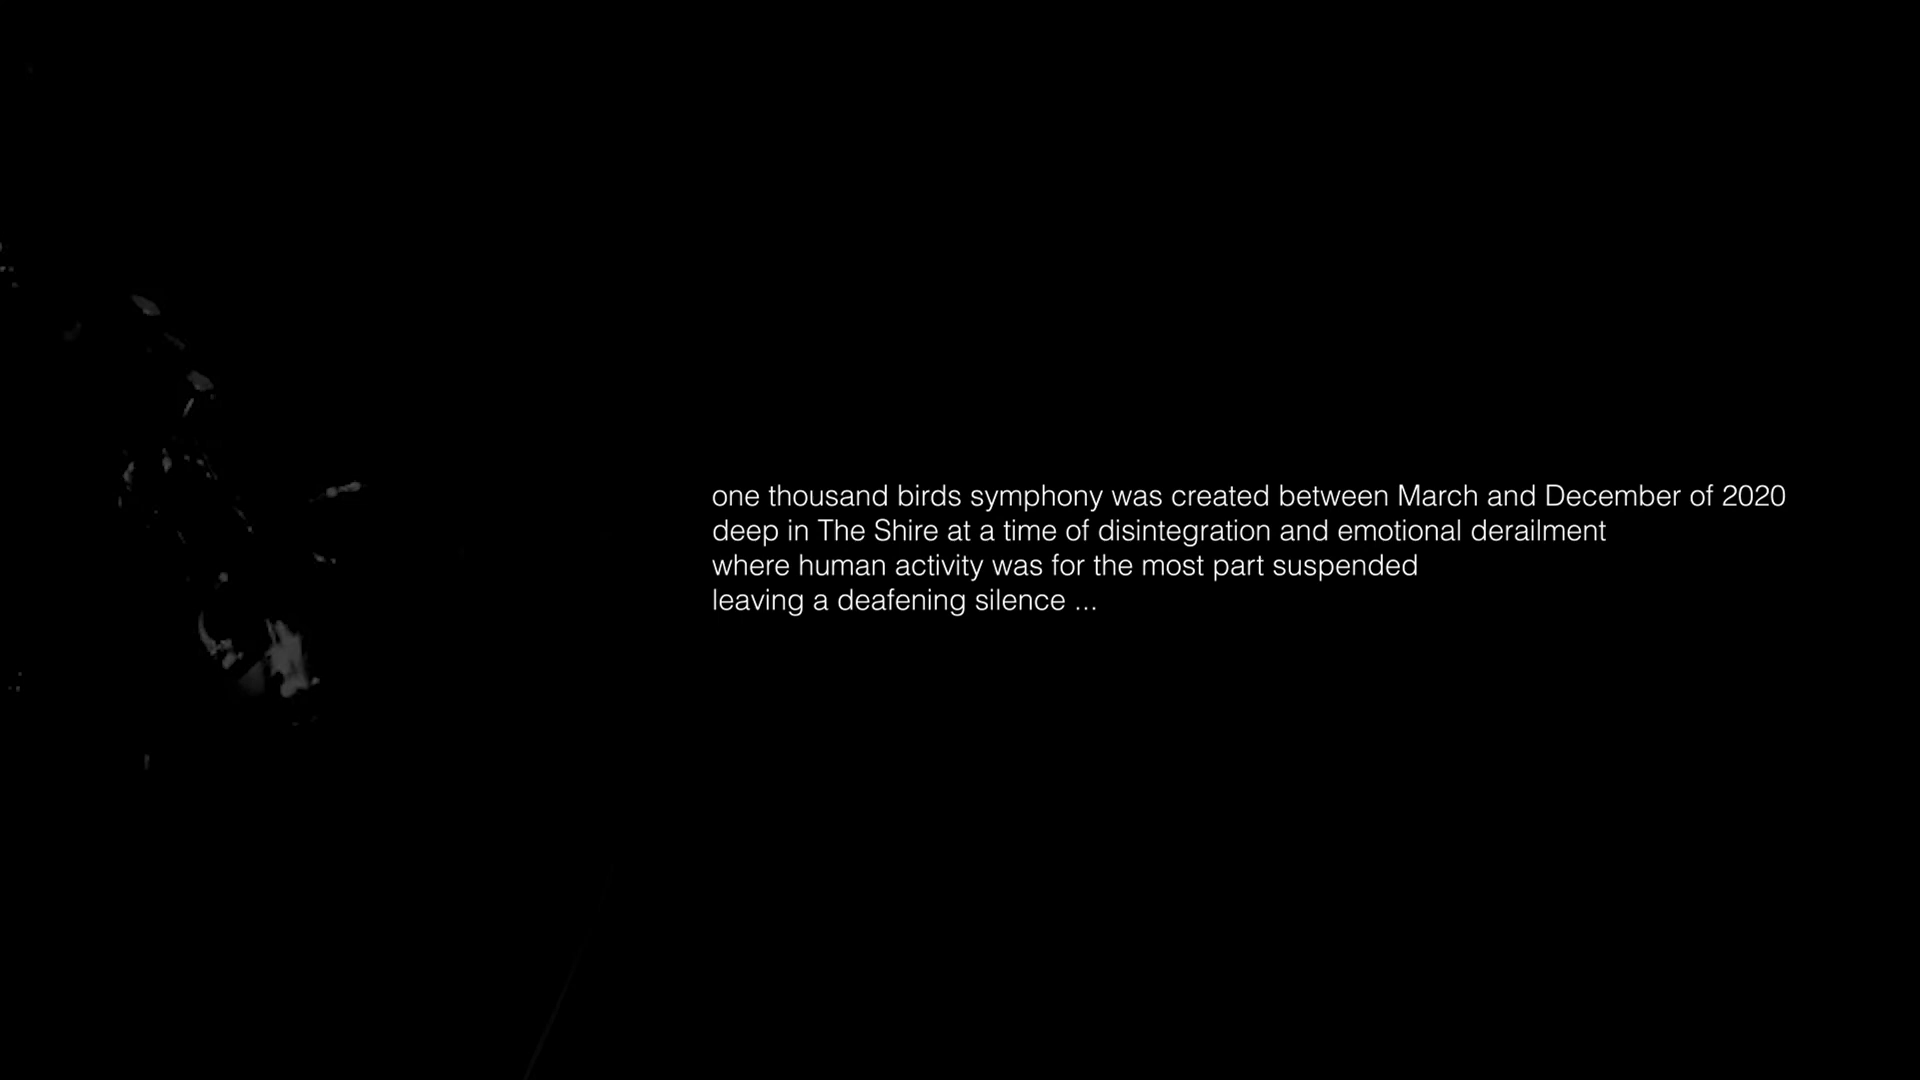 one thousand birds symphony was created between March and December of 2020
deep in The Shire at a time of disintegration and emotional derailment
where human activity was for the most part suspended
leaving a deafening silence ...